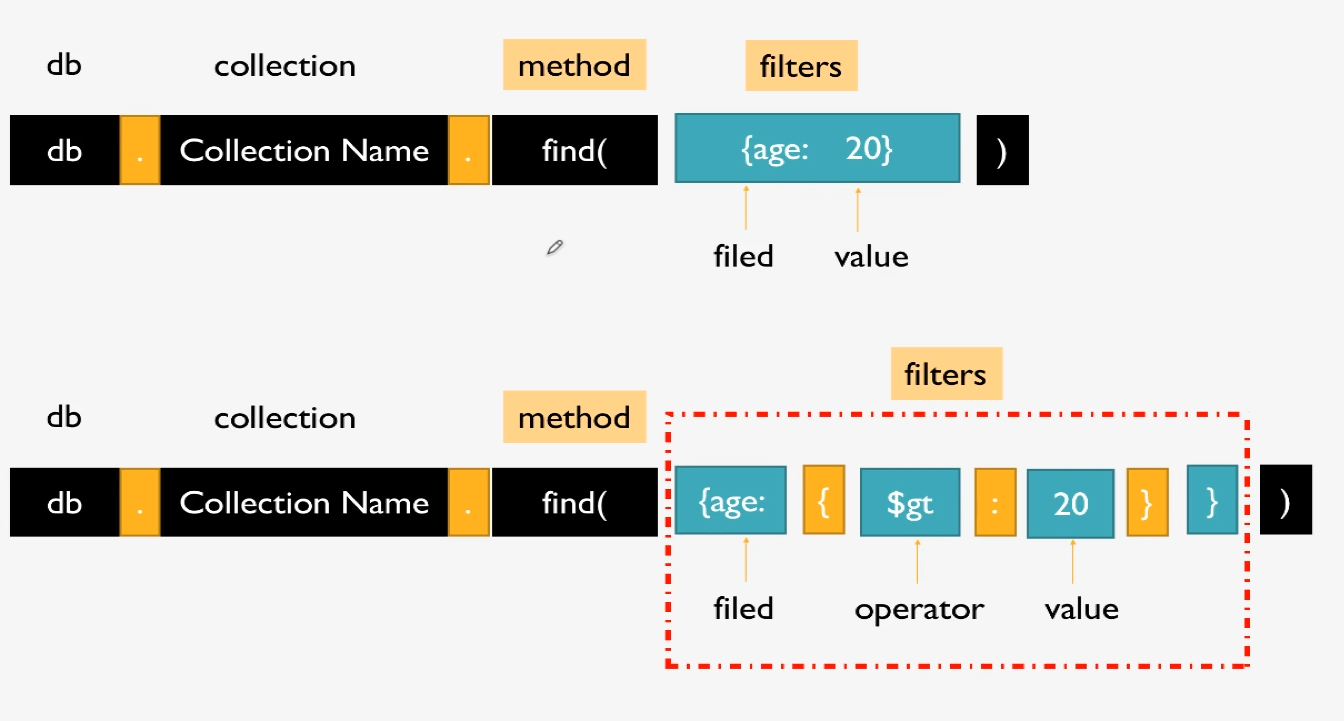 db collection method filters
db . Collection Name . find( {age: 20} )
filed value
filters
db collection method
db . Collection Name . find( {age: { $gt : 20 } } )
filed operator value